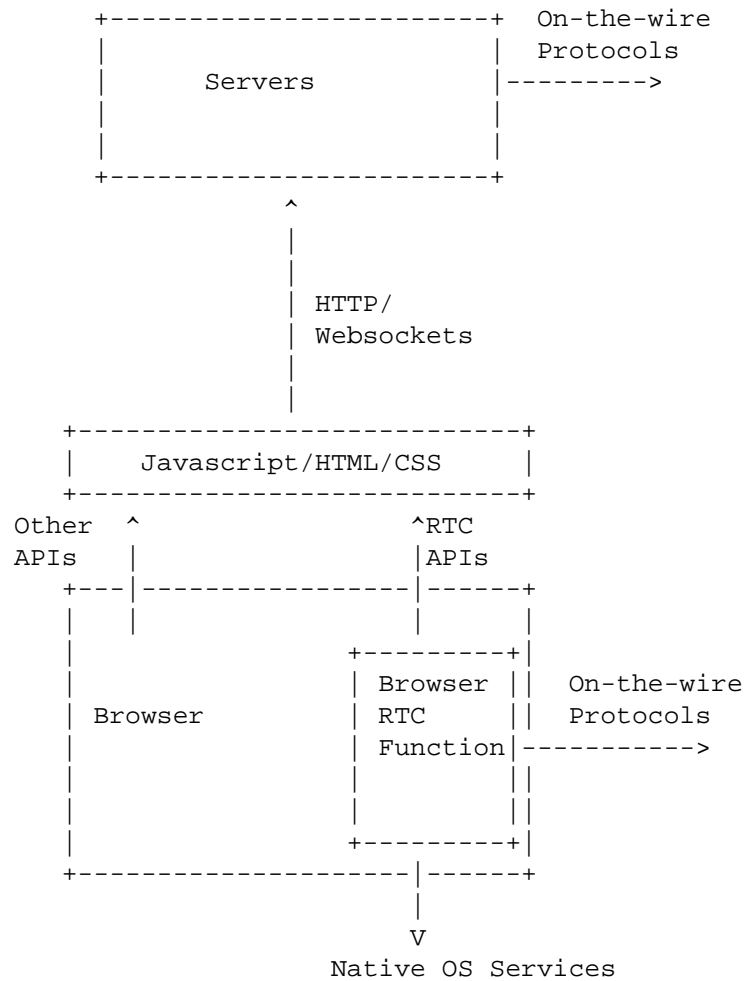 On-the-wire
Protocols
Servers
HTTP/
Websockets
Javascript/HTML/CSS
Other
APIs
RTC
APIs
Browser
Browser
RTC
Function
On-the-wire
Protocols
Native OS Services